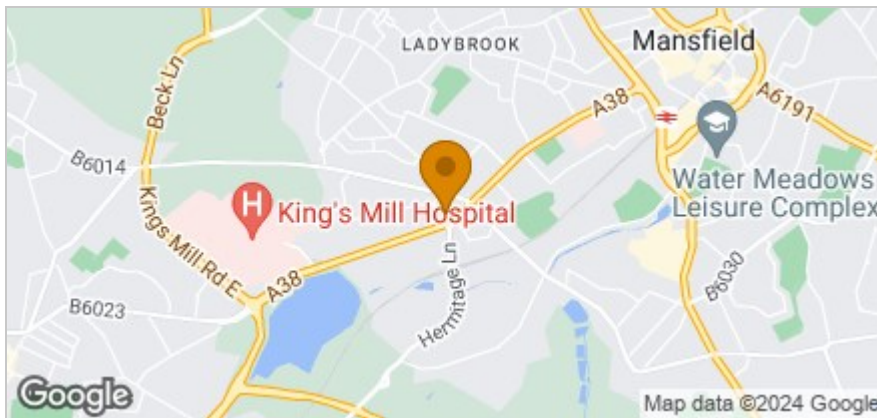 LADYBROOK
Mansfield
Beck Ln
A38
A6191
B6014
Water Meadows
Leisure Complex
H
King's Mill Hospital
Kings Mill Rd E
A38
Hermitage Ln
B6030
B6023
Google
Map data ©2024 Google